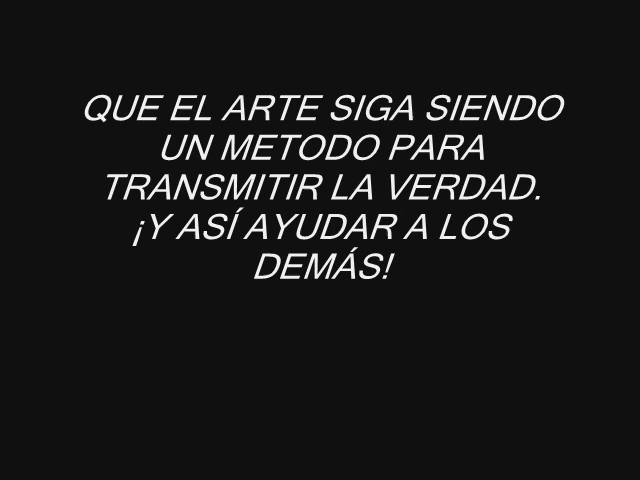 QUE EL ARTE SIGA SIENDO
UN METODO PARA
TRANSMITIR LA VERDAD.
¡Y ASÍ AYUDAR A LOS
DEMÁS!